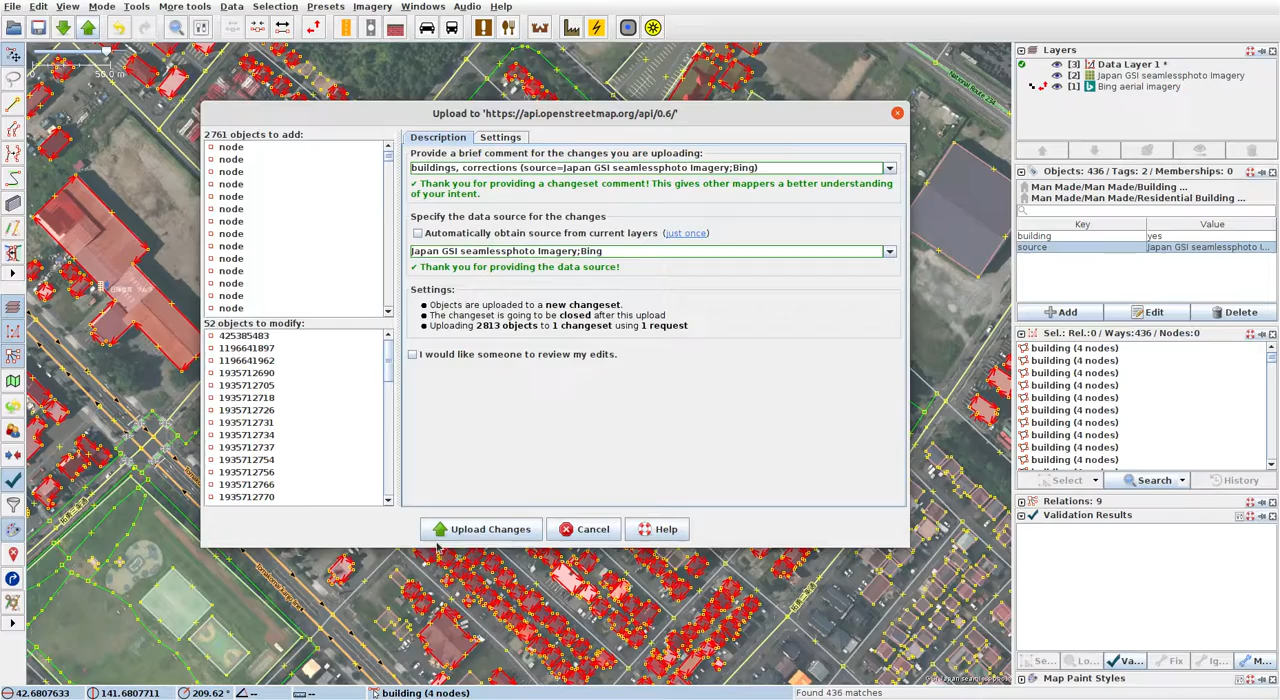 File Edit View Mode Tools More tools Data Selection Presets Imagery Windows Audio Help
0 50.0 m
Upload to 'https://api.openstreetmap.org/api/0.6/'
2761 objects to add:
node
node
node
node
node
node
node
node
node
node
node
node
node
node
52 objects to modify:
425385483
1196641897
1196641962
1935712690
1935712705
1935712718
1935712726
1935712731
1935712734
1935712737
1935712754
1935712756
1935712766
1935712770
Description Settings
Provide a brief comment for the changes you are uploading:
buildings, corrections (source=Japan GSI seamlessphoto Imagery;Bing)
✔ Thank you for providing a changeset comment! This gives other mappers a better understanding
of your intent.
Specify the data source for the changes
Automatically obtain source from current layers (just once)
Japan GSI seamlessphoto Imagery;Bing
✔ Thank you for providing the data source!
Settings:
Objects are uploaded to a new changeset.
The changeset is going to be closed after this upload
Uploading 2813 objects to 1 changeset using 1 request
I would like someone to review my edits.
Upload Changes Cancel Help
Layers
[3] Data Layer 1 *
[2] Japan GSI seamlessphoto Imagery
[1] Bing aerial imagery
Objects: 436 / Tags: 2 / Memberships: 0
Man Made/Man Made/Building ...
Man Made/Man Made/Residential Building ...
Key Value
building yes
source Japan GSI seamlessphoto I...
Add Edit Delete
Sel.: Rel.:0 / Ways:436 / Nodes:0
building (4 nodes)
building (4 nodes)
building (4 nodes)
building (4 nodes)
building (4 nodes)
building (4 nodes)
building (4 nodes)
building (4 nodes)
building (4 nodes)
Select Search History
Relations: 9
Validation Results
Se... Lo... Va... Fix Ig... M...
Map Paint Styles
42.6807633 141.6807711 209.62 ° -- -- building (4 nodes) Found 436 matches